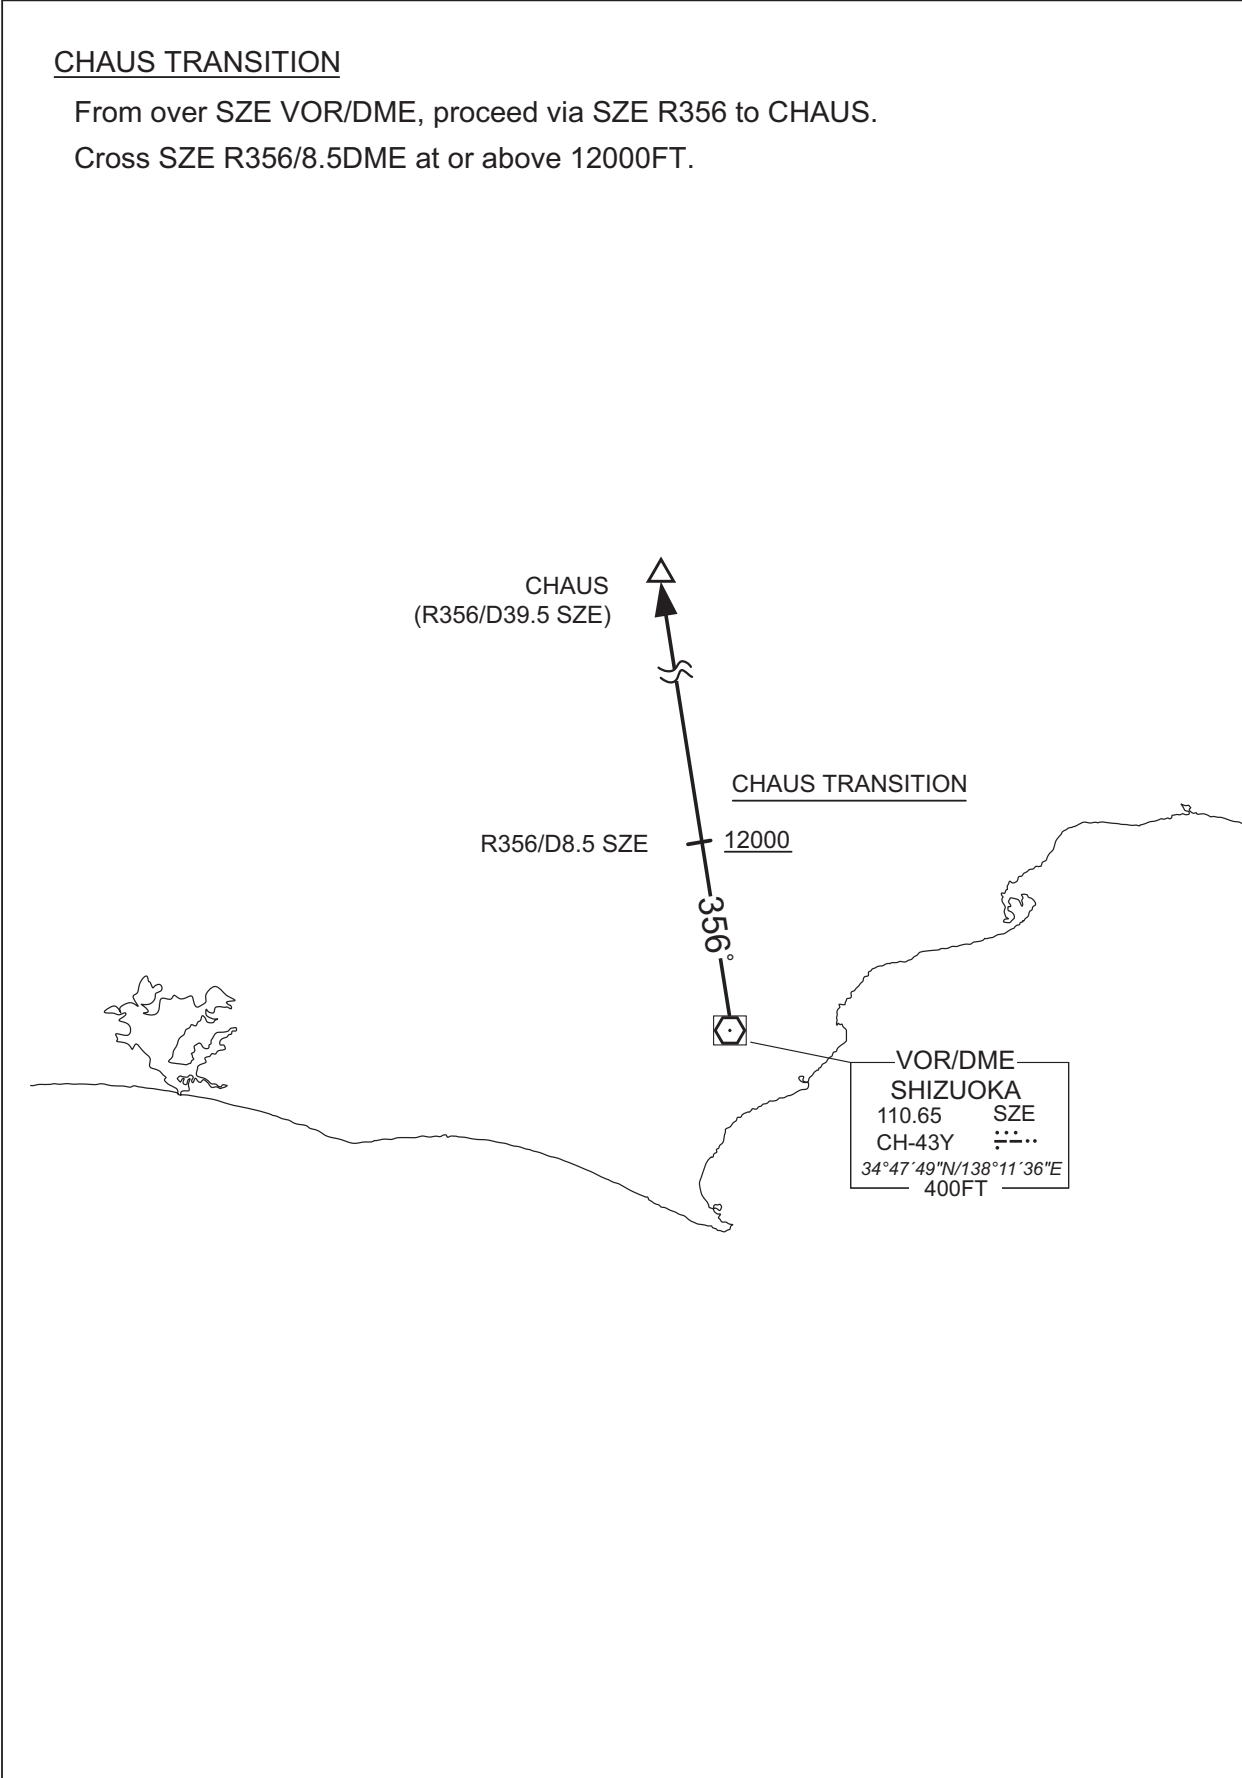 CHAUS TRANSITION
From over SZE VOR/DME, proceed via SZE R356 to CHAUS.
Cross SZE R356/8.5DME at or above 12000FT.
CHAUS
(R356/D39.5 SZE)
CHAUS TRANSITION
R356/D8.5 SZE
12000
356°
VOR/DME
SHIZUOKA
110.65 SZE
CH-43Y
34°47´49"N/138°11´36"E
400FT